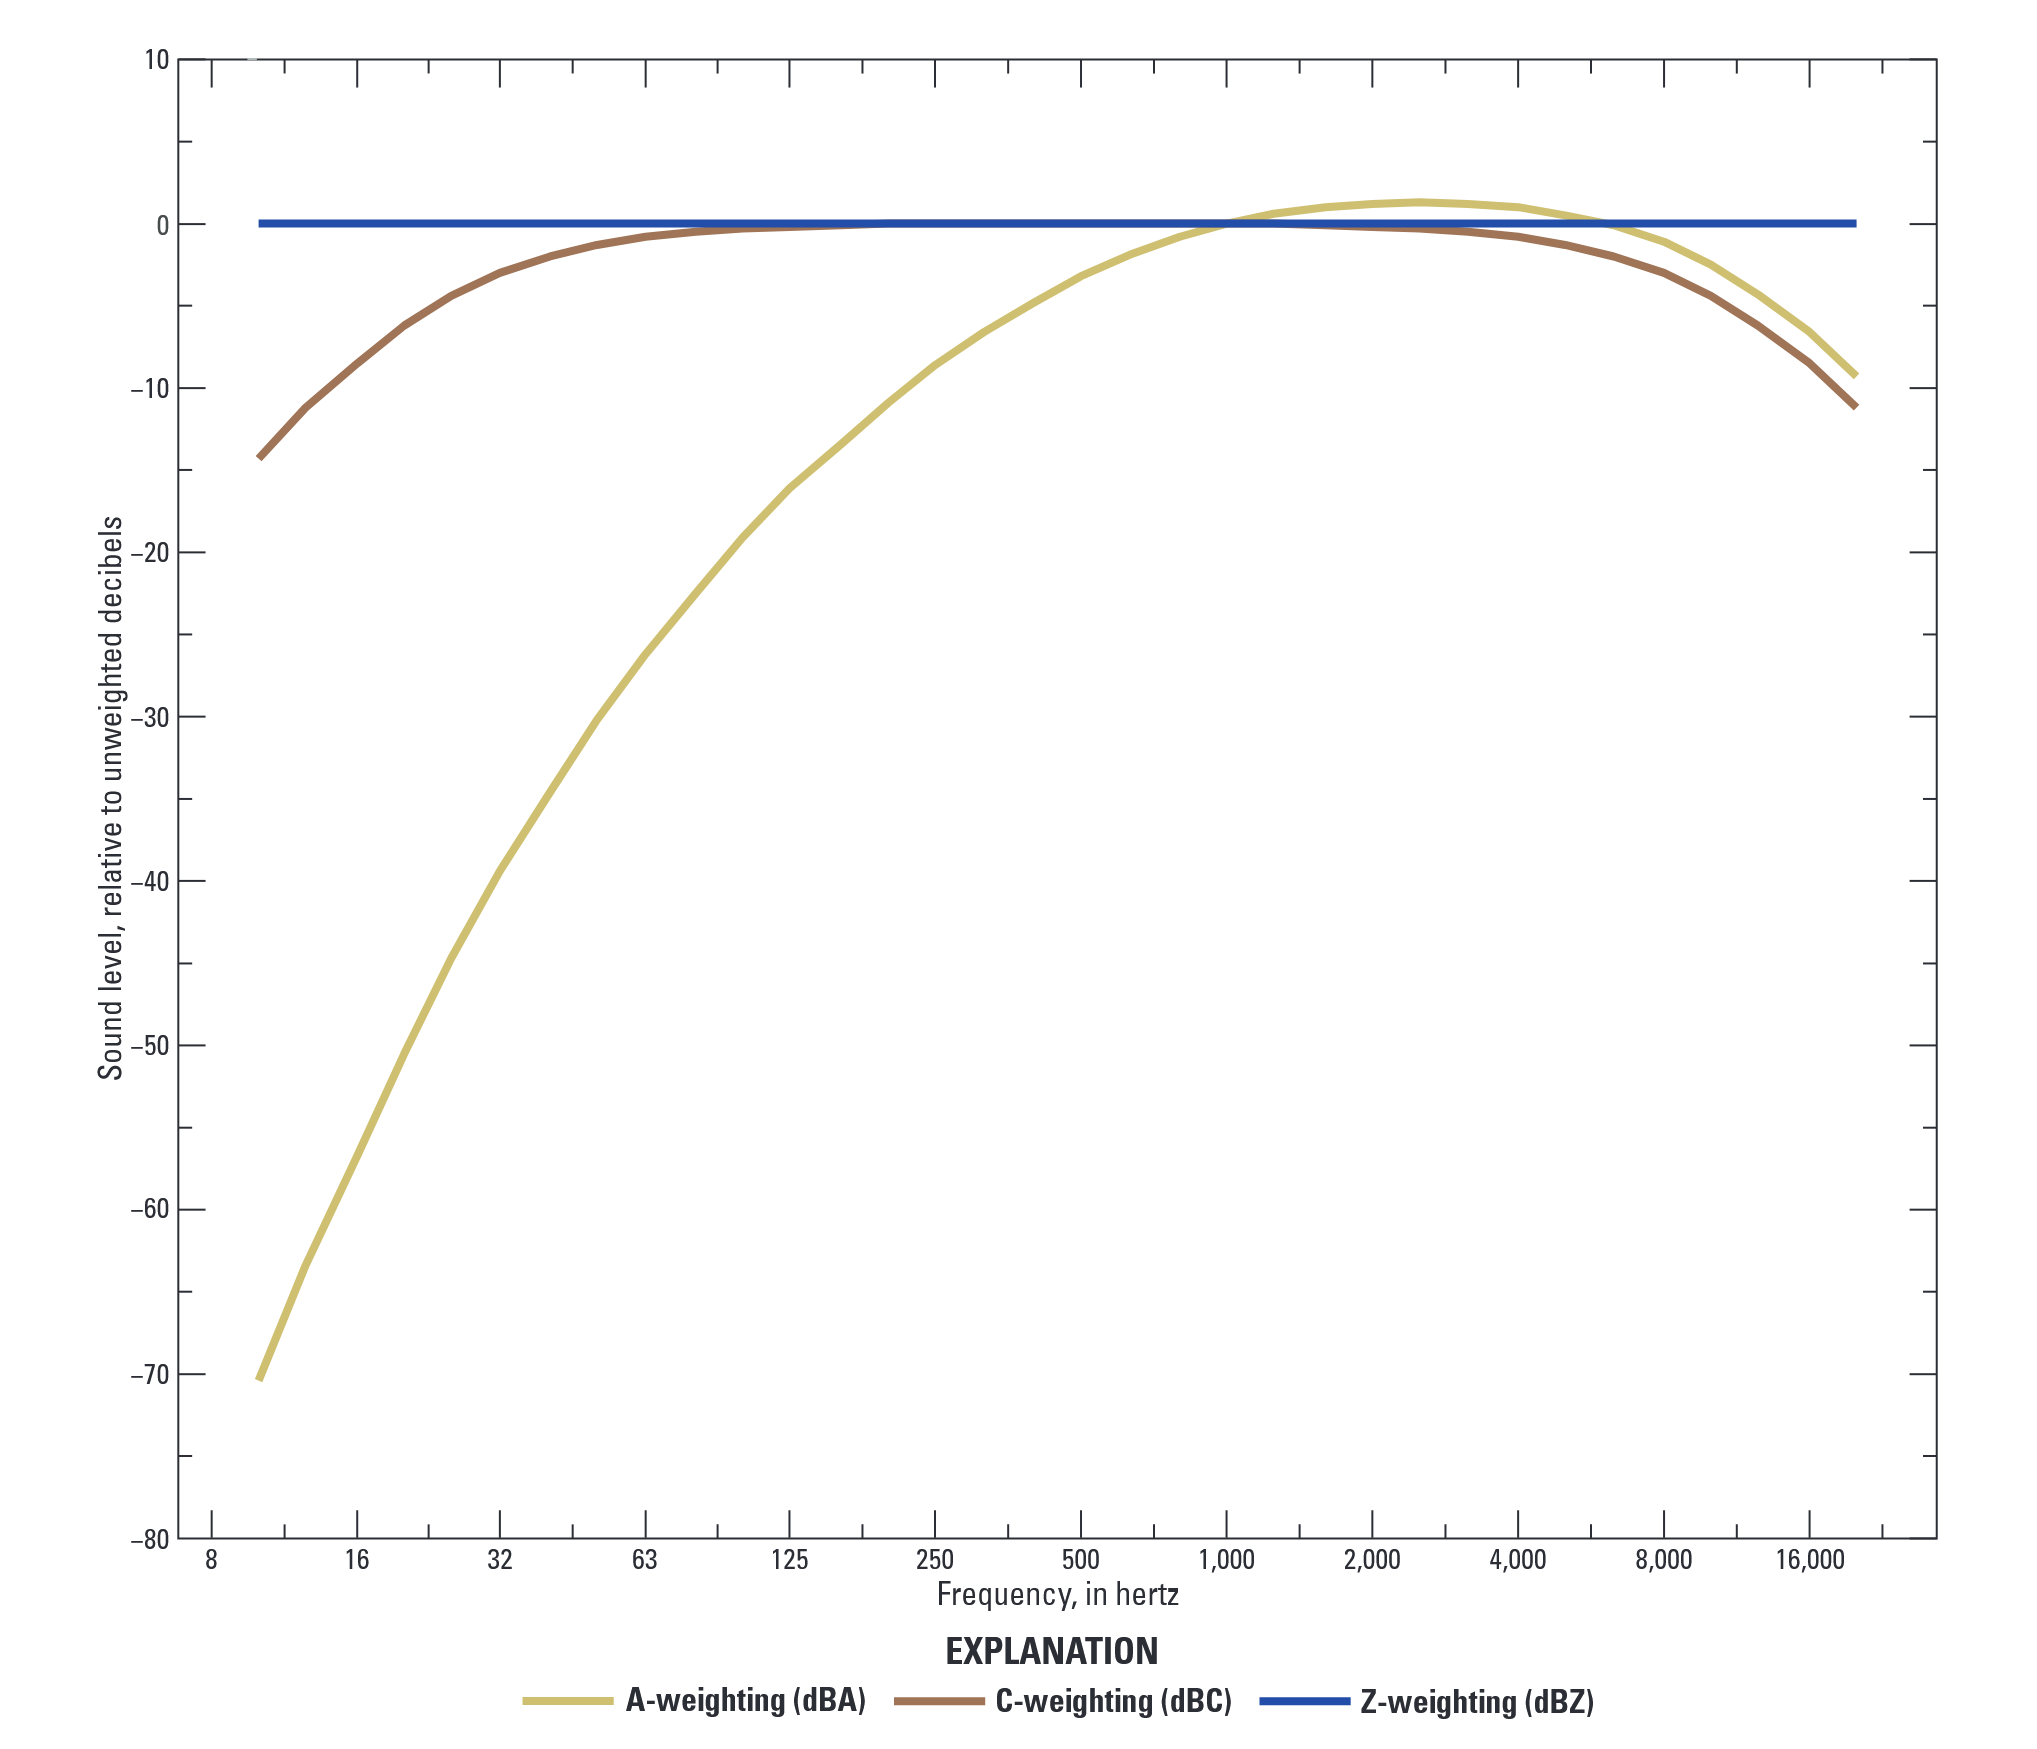 10
0
–10
–20
–30
–40
–50
–60
–70
–80
Sound level, relative to unweighted decibels
8 16 32 63 125 250 500 1,000 2,000 4,000 8,000 16,000
Frequency, in hertz
EXPLANATION
A-weighting (dBA) C-weighting (dBC) Z-weighting (dBZ)